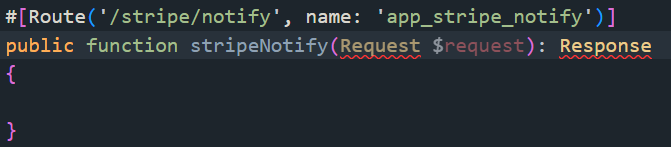 #[Route('/stripe/notify', name: 'app_stripe_notify')]
public function stripeNotify(Request $request): Response
{
}